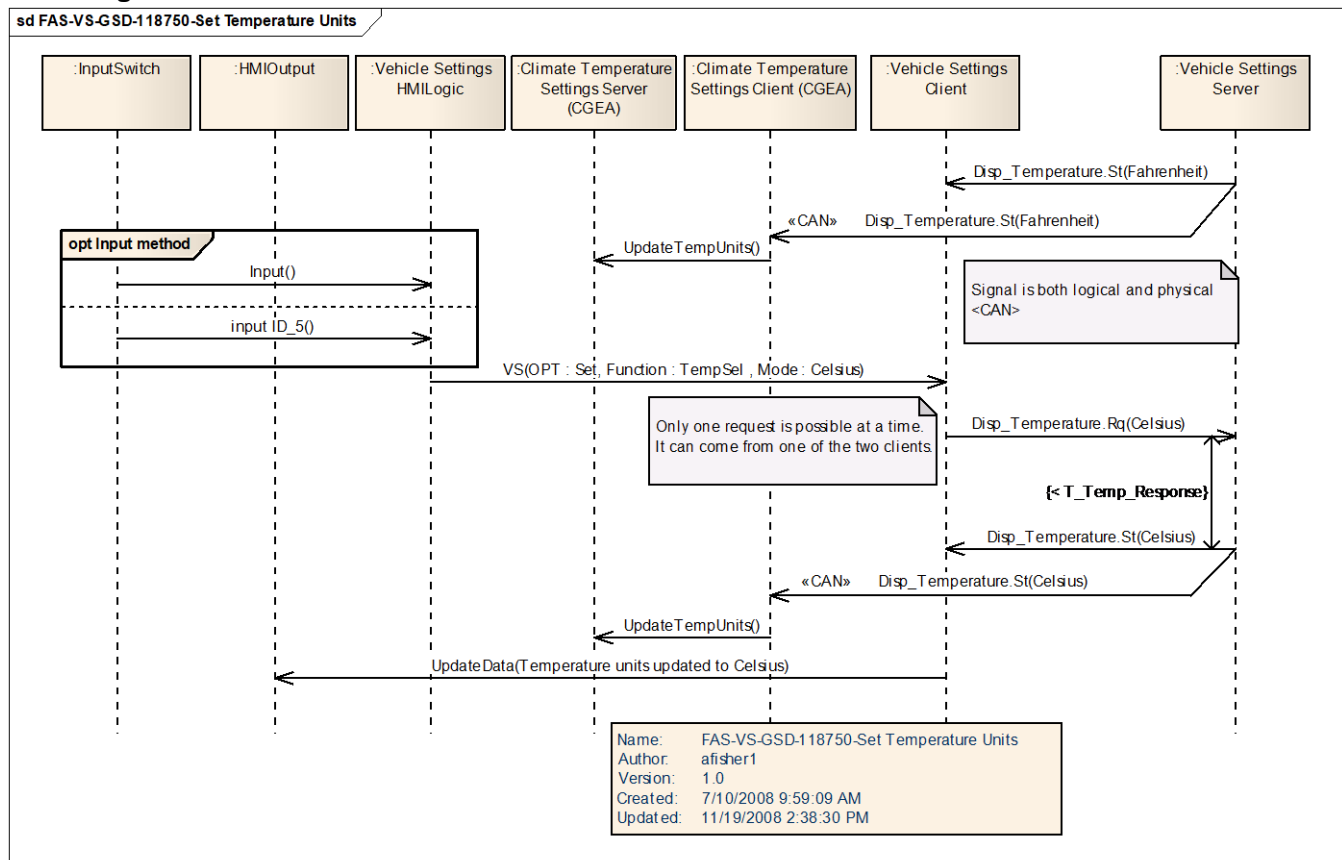 sd FAS-VS-GSD-118750-Set Temperature Units
:InputSwitch
:HMIOutput
:Vehicle Settings
HMILogic
:Climate Temperature
Settings Server
(CGEA)
:Climate Temperature
Settings Client (CGEA)
:Vehicle Settings
Client
:Vehicle Settings
Server
Disp_Temperature.St(Fahrenheit)
«CAN» Disp_Temperature.St(Fahrenheit)
UpdateTempUnits()
opt Input method
Input()
input ID_5()
Signal is both logical and physical
<CAN>
VS(OPT : Set, Function : TempSel , Mode : Celsius)
Only one request is possible at a time.
It can come from one of the two clients.
Disp_Temperature.Rq(Celsius)
{< T_Temp_Response}
Disp_Temperature.St(Celsius)
«CAN» Disp_Temperature.St(Celsius)
UpdateTempUnits()
UpdateData(Temperature units updated to Celsius)
Name: FAS-VS-GSD-118750-Set Temperature Units
Author: afisher1
Version: 1.0
Created: 7/10/2008 9:59:09 AM
Updated: 11/19/2008 2:38:30 PM